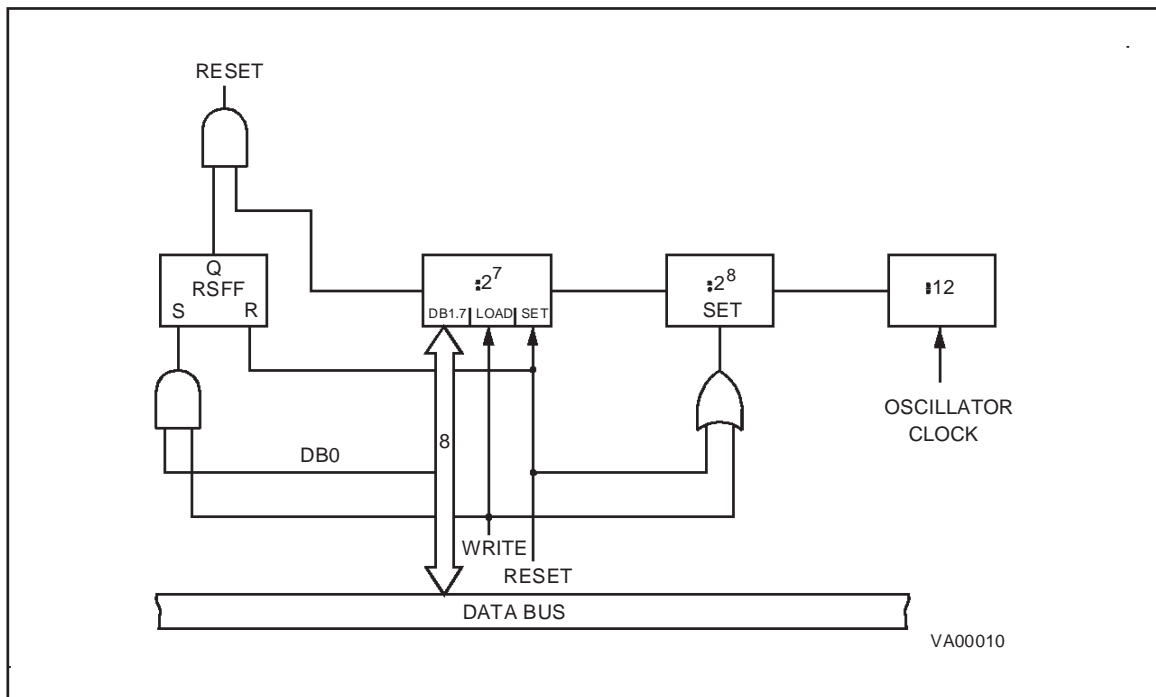 RESET
Q
RSFF
S R
:2^7
DB1.7 LOAD SET
:2^8
SET
:12
OSCILLATOR
CLOCK
8
DB0
WRITE
RESET
DATA BUS
VA00010